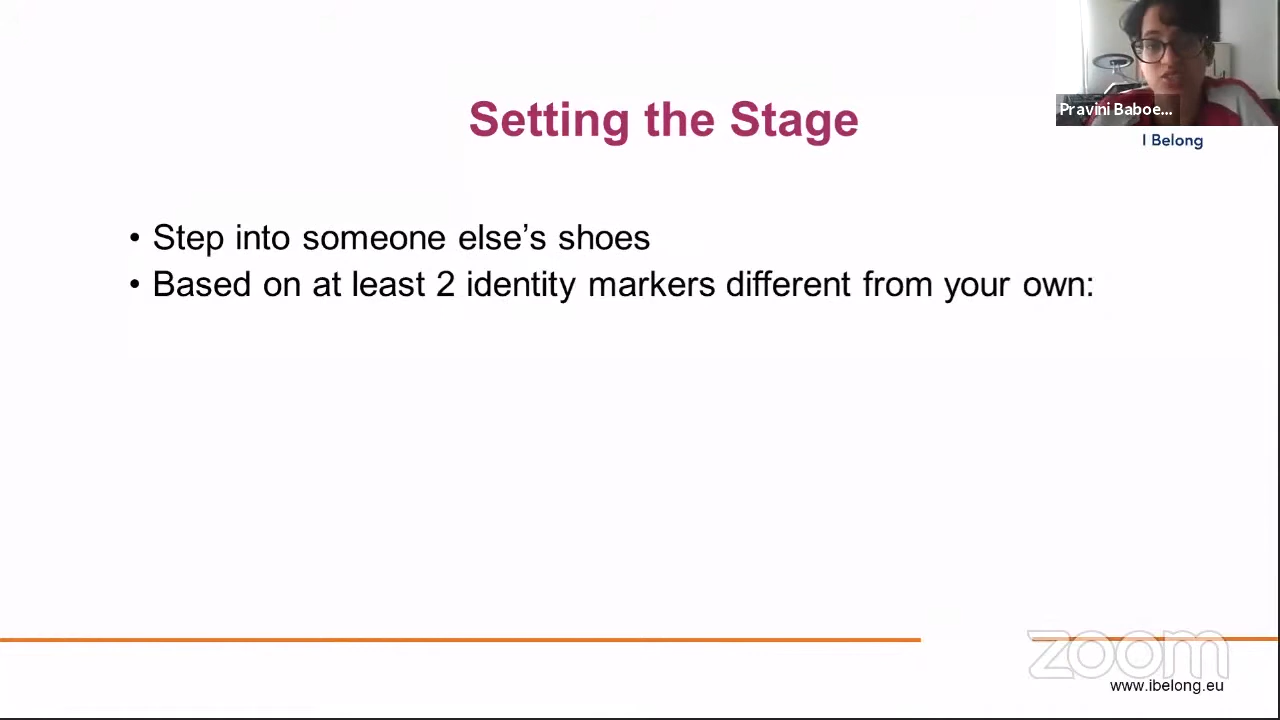 Setting the Stage
Pravini Baboe...
I Belong
• Step into someone else’s shoes
• Based on at least 2 identity markers different from your own:
zoom
www.ibelong.eu